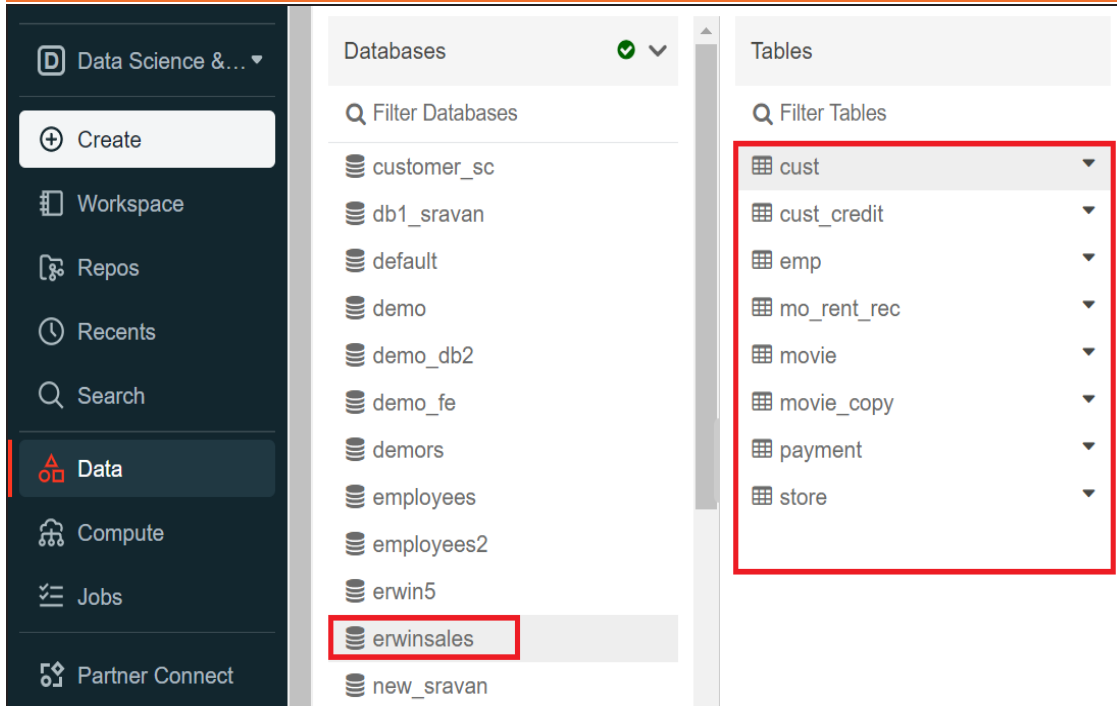 Data Science &...
Create
Workspace
Repos
Recents
Search
Data
Compute
Jobs
Partner Connect
Databases
Filter Databases
customer_sc
db1_sravan
default
demo
demo_db2
demo_fe
demors
employees
employees2
erwin5
erwinsales
new_sravan
Tables
Filter Tables
cust
cust_credit
emp
mo_rent_rec
movie
movie_copy
payment
store